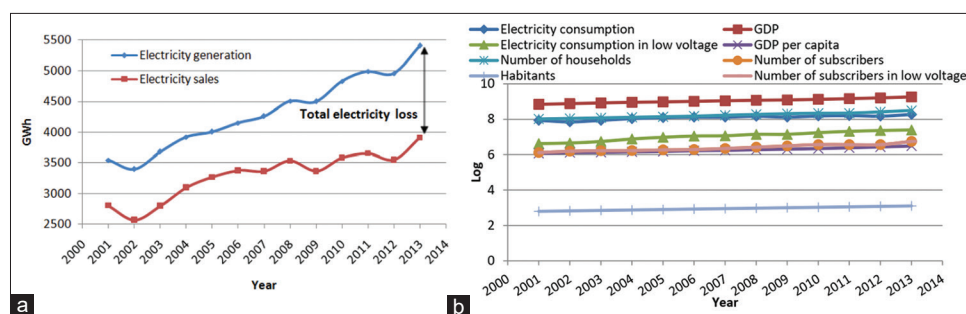 5500
5000
4500
4000
3500
3000
2500
GWh
Electricity generation
Electricity sales
Total electricity loss
2000 2001 2002 2003 2004 2005 2006 2007 2008 2009 2010 2011 2012 2013 2014
Year
a
Electricity consumption GDP
Electricity consumption in low voltage GDP per capita
Number of households Number of subscribers
Habitants Number of subscribers in low voltage
10
8
6
4
2
0
Log
2000 2001 2002 2003 2004 2005 2006 2007 2008 2009 2010 2011 2012 2013 2014
Year
b